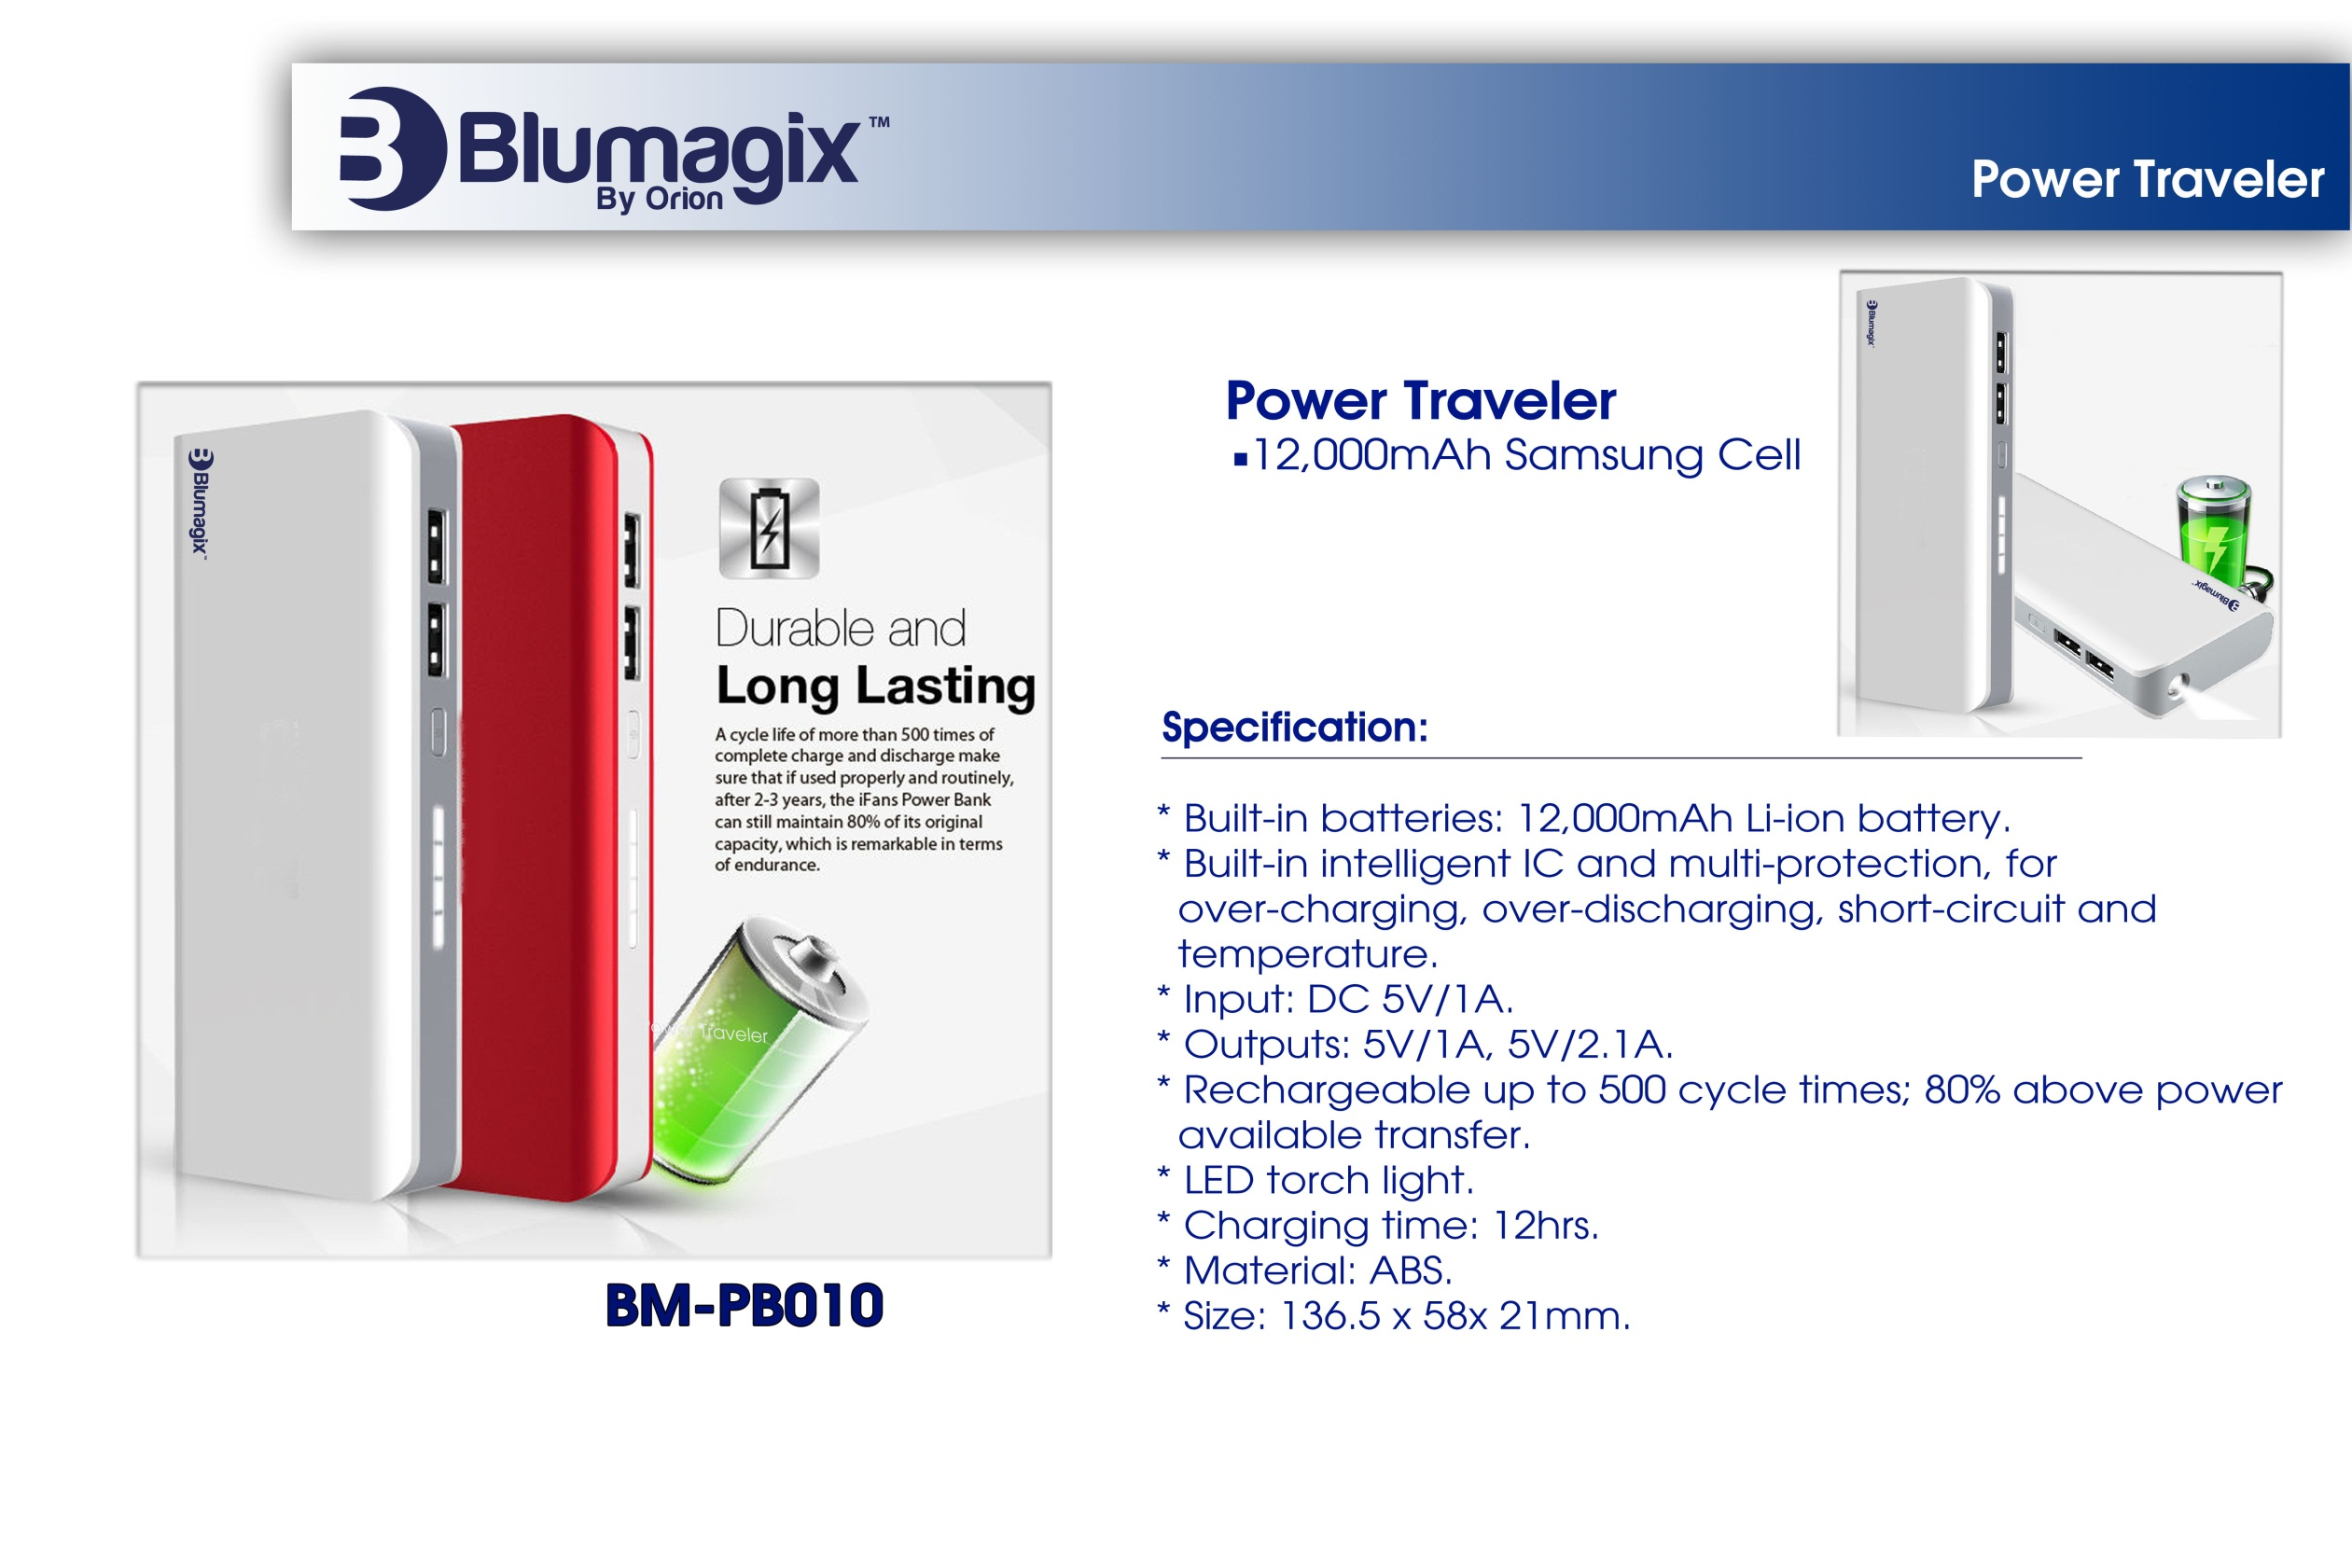 Blumagix™
By Orion
Power Traveler
Blumagix™
Durable and
Long Lasting
A cycle life of more than 500 times of
complete charge and discharge make
sure that if used properly and routinely,
after 2-3 years, the iFans Power Bank
can still maintain 80% of its original
capacity, which is remarkable in terms
of endurance.
Traveler
BM-PB010
Power Traveler
▪12,000mAh Samsung Cell
Blumagix
Blumagix
Specification:
* Built-in batteries: 12,000mAh Li-ion battery.
* Built-in intelligent IC and multi-protection, for
over-charging, over-discharging, short-circuit and
temperature.
* Input: DC 5V/1A.
* Outputs: 5V/1A, 5V/2.1A.
* Rechargeable up to 500 cycle times; 80% above power
available transfer.
* LED torch light.
* Charging time: 12hrs.
* Material: ABS.
* Size: 136.5 x 58x 21mm.